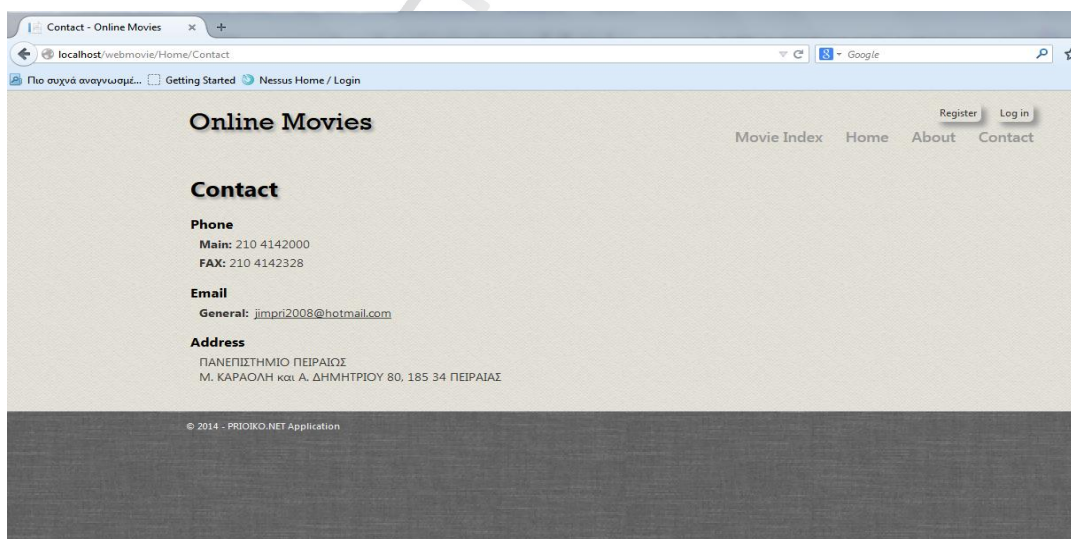 Contact - Online Movies
localhost/webmovie/Home/Contact
Google
Πιο συχνά αναγνωσμέ... Getting Started Nessus Home / Login
Register Log in
Online Movies
Movie Index Home About Contact
Contact
Phone
Main: 210 4142000
FAX: 210 4142328
Email
General: jimpri2008@hotmail.com
Address
ΠΑΝΕΠΙΣΤΗΜΙΟ ΠΕΙΡΑΙΩΣ
Μ. ΚΑΡΑΟΛΗ και Α. ΔΗΜΗΤΡΙΟΥ 80, 185 34 ΠΕΙΡΑΙΑΣ
© 2014 - PRIOIKO.NET Application